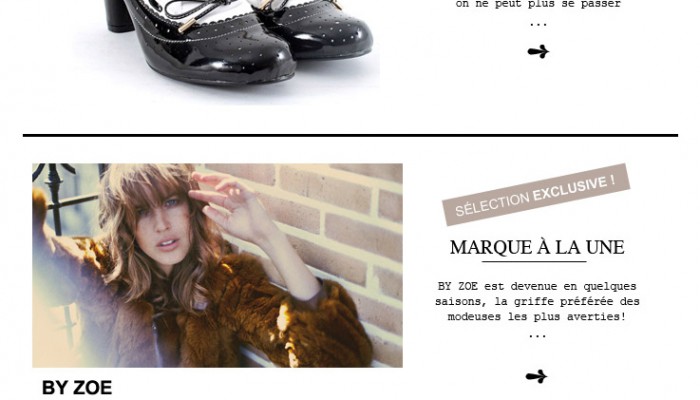 on ne peut plus se passer
...
SÉLECTION EXCLUSIVE !
MARQUE À LA UNE
BY ZOE est devenue en quelques
saisons, la griffe préférée des
modeuses les plus averties!
...
BY ZOE